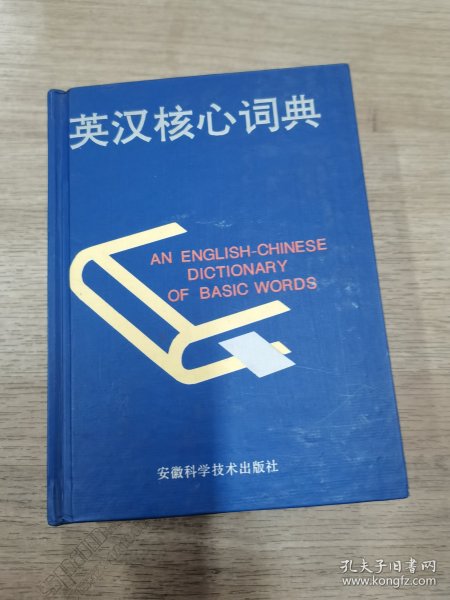 英汉核心词典
AN ENGLISH-CHINESE
DICTIONARY
OF BASIC WORDS
安徽科学技术出版社
孔夫子旧书网
www.kongfz.com